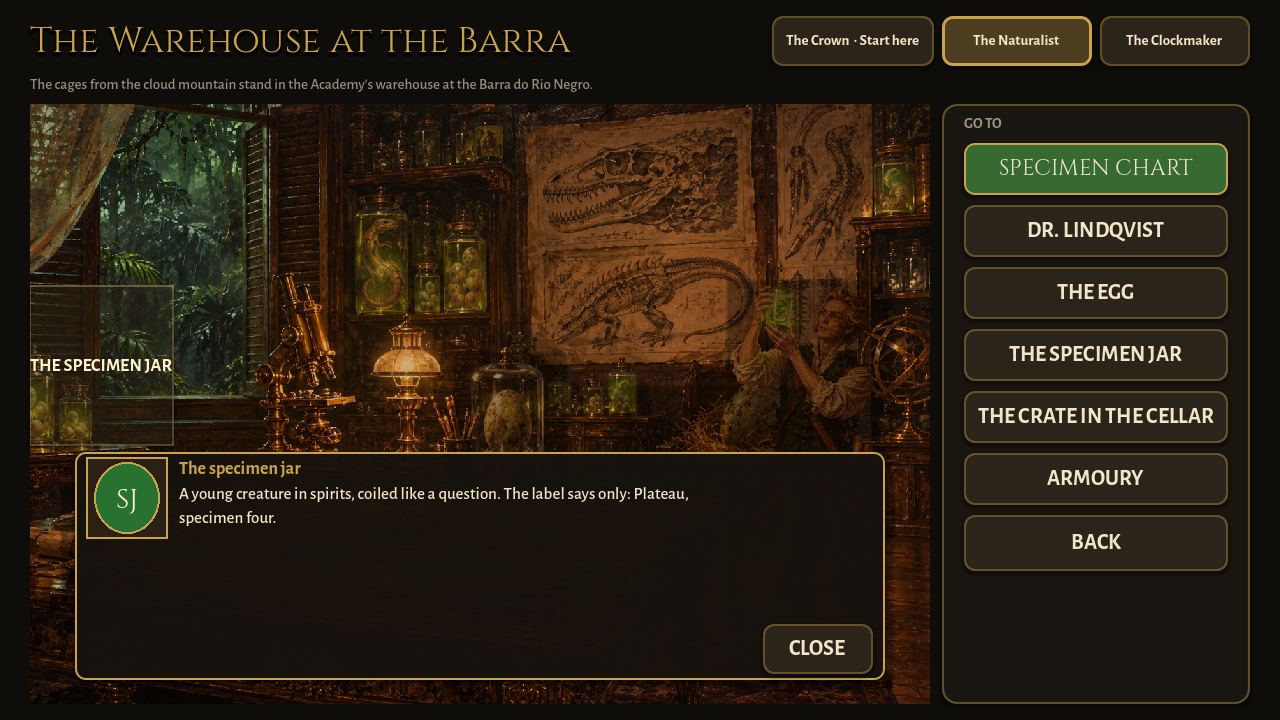 The Warehouse at the Barra
The Crown · Start here
The Naturalist
The Clockmaker
The cages from the cloud mountain stand in the Academy's warehouse at the Barra do Rio Negro.
GO TO
SPECIMEN CHART
DR. LINDQVIST
THE EGG
THE SPECIMEN JAR
THE CRATE IN THE CELLAR
ARMOURY
BACK
THE SPECIMEN JAR
SJ
The specimen jar
A young creature in spirits, coiled like a question. The label says only: Plateau,
specimen four.
CLOSE